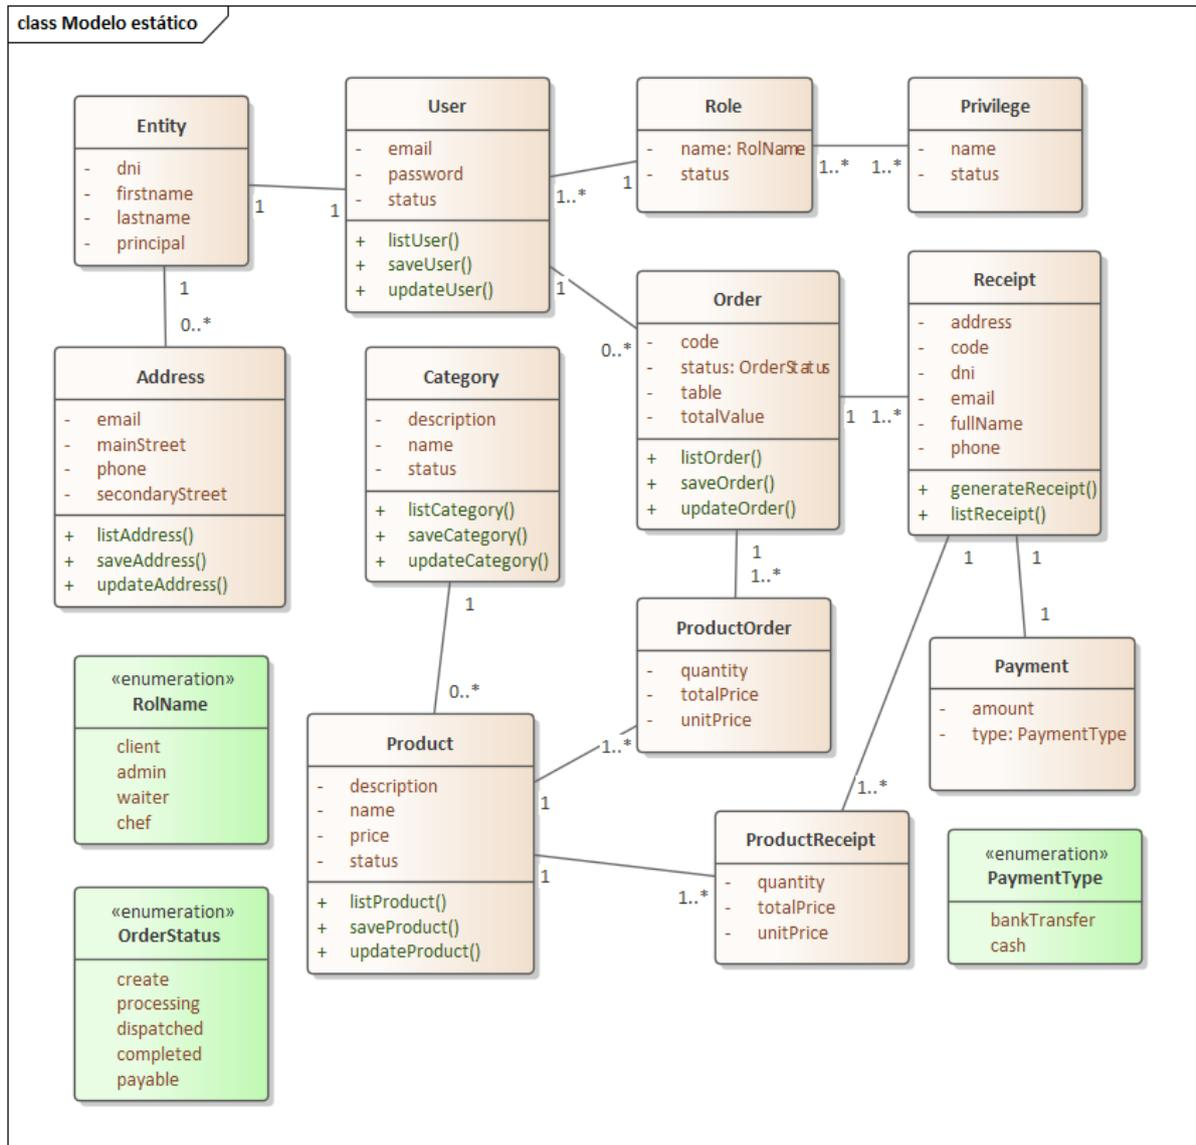 class Modelo estático
Entity
- dni
- firstname
- lastname
- principal
1
1
1
0..*
User
- email
- password
- status
+ listUser()
+ saveUser()
+ updateUser()
1..*
1
1
0..*
Role
- name: RolName
- status
1..*
1..*
Privilege
- name
- status
Address
- email
- mainStreet
- phone
- secondaryStreet
+ listAddress()
+ saveAddress()
+ updateAddress()
Category
- description
- name
- status
+ listCategory()
+ saveCategory()
+ updateCategory()
1
0..*
Order
- code
- status: OrderStatus
- table
- totalValue
+ listOrder()
+ saveOrder()
+ updateOrder()
1
1..*
1
1..*
Receipt
- address
- code
- dni
- email
- fullName
- phone
+ generateReceipt()
+ listReceipt()
1
1
1
1..*
ProductOrder
- quantity
- totalPrice
- unitPrice
1..*
1
Payment
- amount
- type: PaymentType
«enumeration»
RolName
client
admin
waiter
chef
Product
- description
- name
- price
- status
+ listProduct()
+ saveProduct()
+ updateProduct()
1
1..*
ProductReceipt
- quantity
- totalPrice
- unitPrice
«enumeration»
PaymentType
bankTransfer
cash
«enumeration»
OrderStatus
create
processing
dispatched
completed
payable